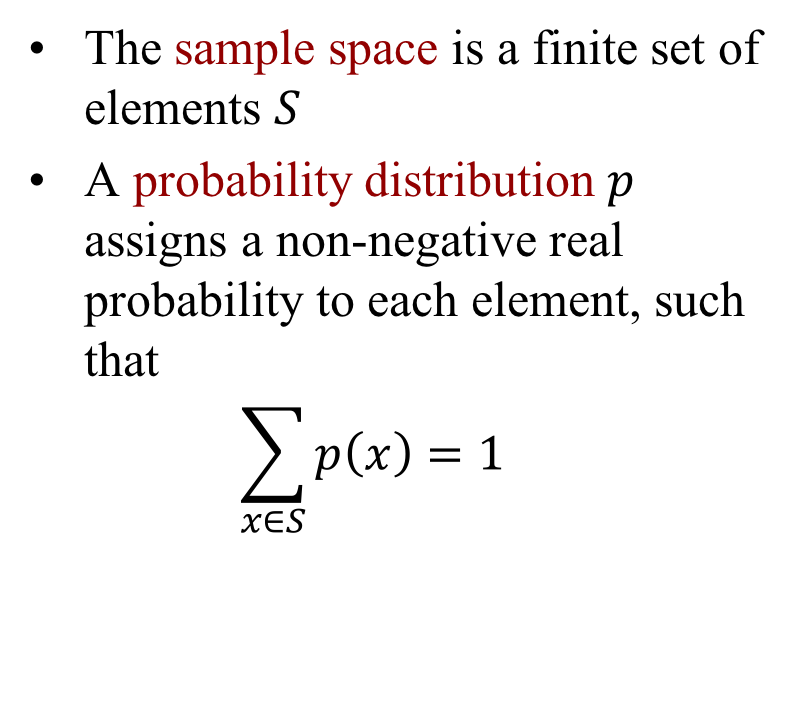 • The sample space is a finite set of
elements S
• A probability distribution p
assigns a non-negative real
probability to each element, such
that
∑ p(x) = 1
x∈S